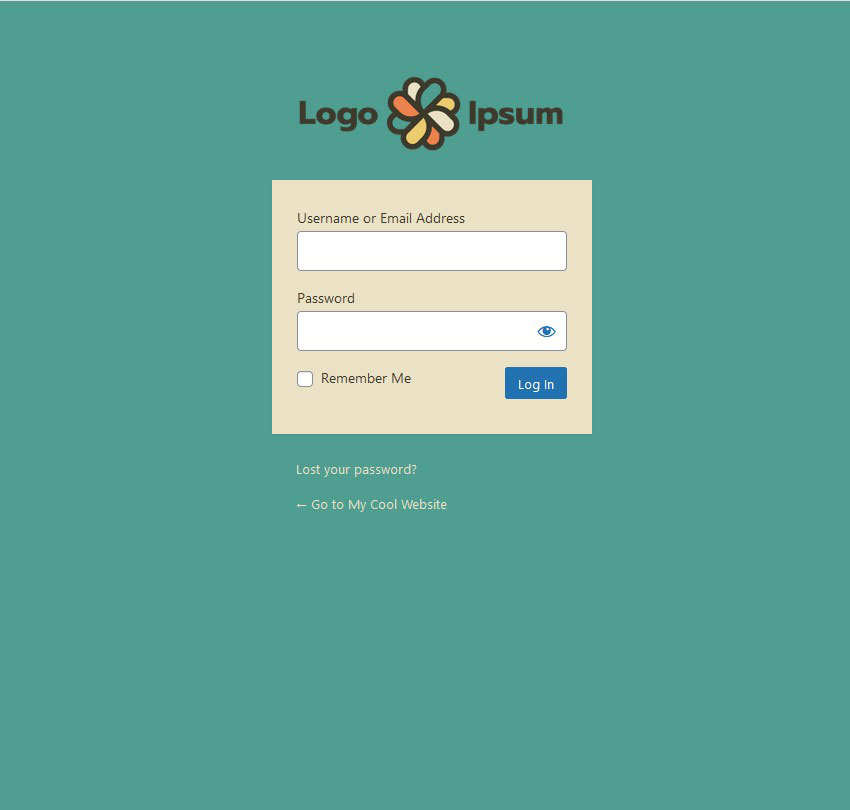 Logo Ipsum
Username or Email Address
Password
Remember Me
Log In
Lost your password?
← Go to My Cool Website